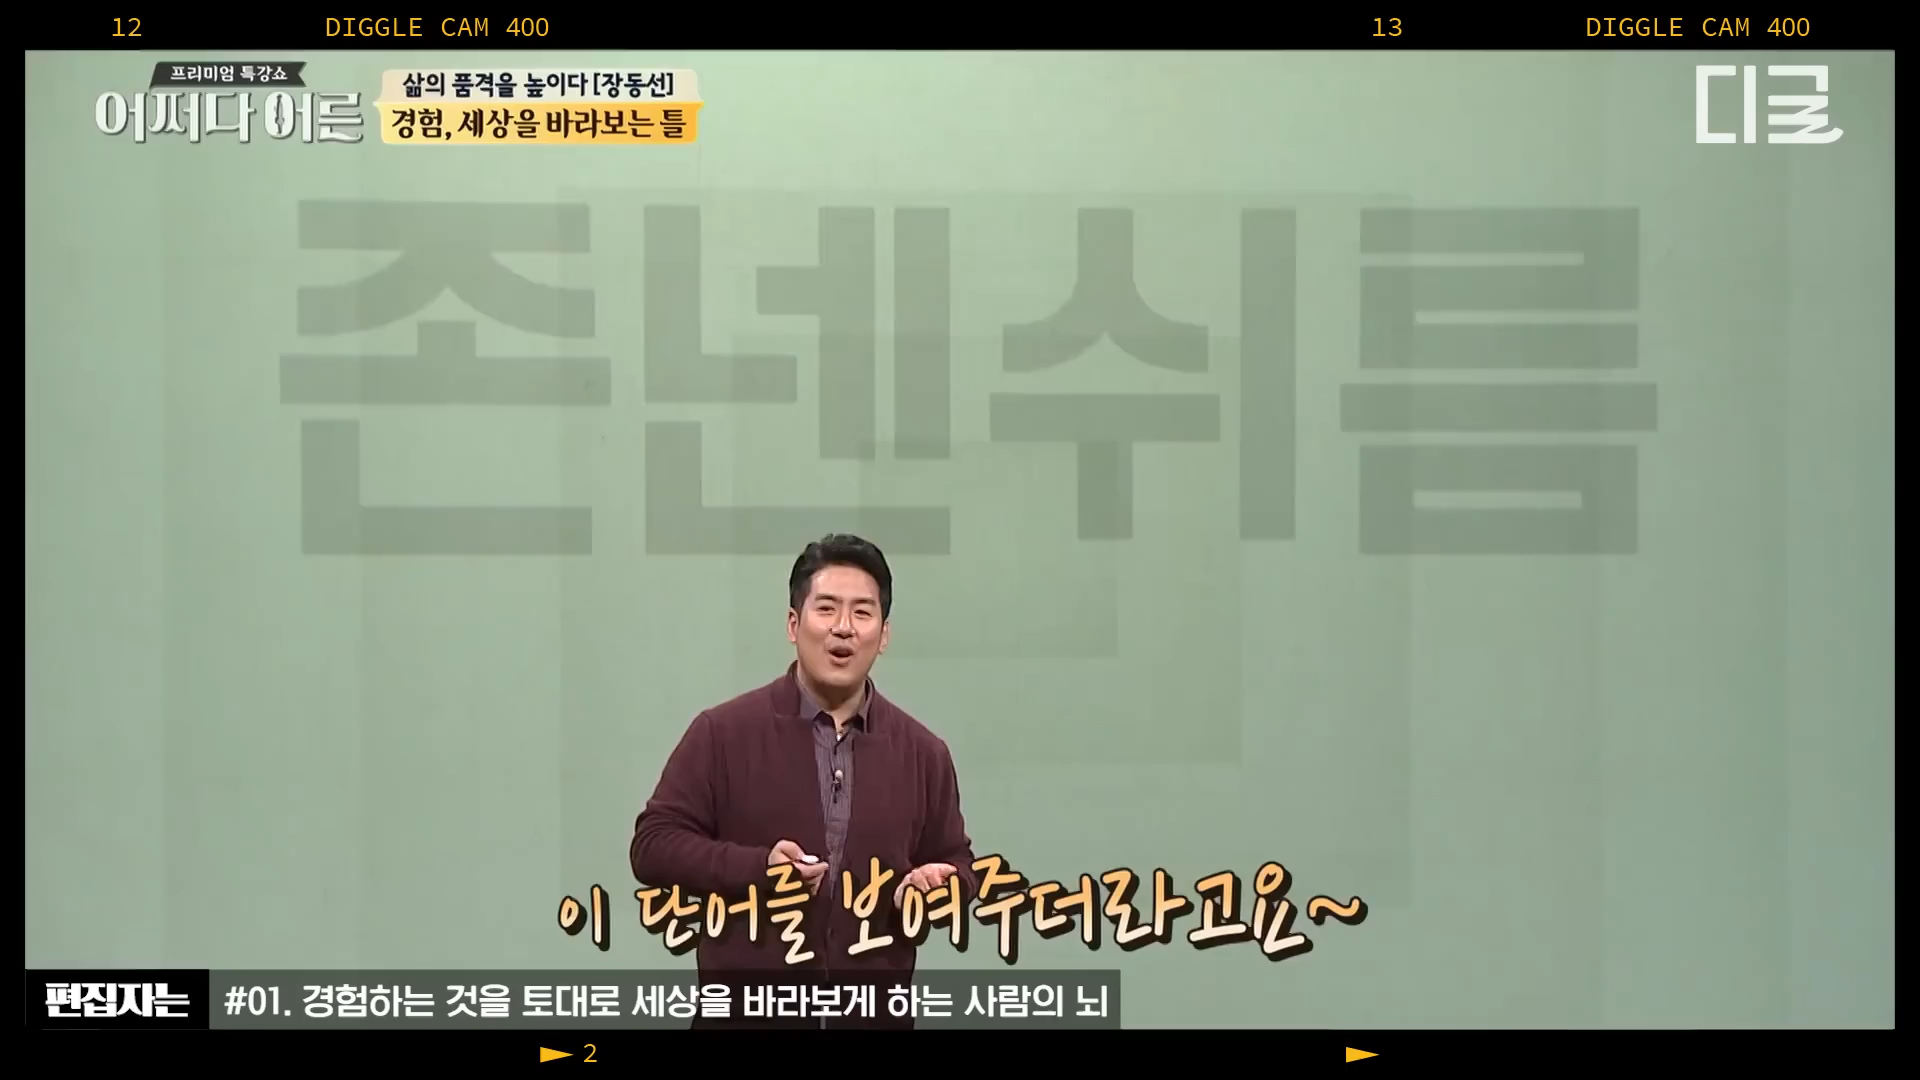 12 DIGGLE CAM 400 13 DIGGLE CAM 400
프리미엄 특강쇼
어쩌다 어른
삶의 품격을 높이다 [장동선]
경험, 세상을 바라보는 틀
디글
존넨쉬름
이 단어를 보여주더라고요~
편집자는 #01. 경험하는 것을 토대로 세상을 바라보게 하는 사람의 뇌
2